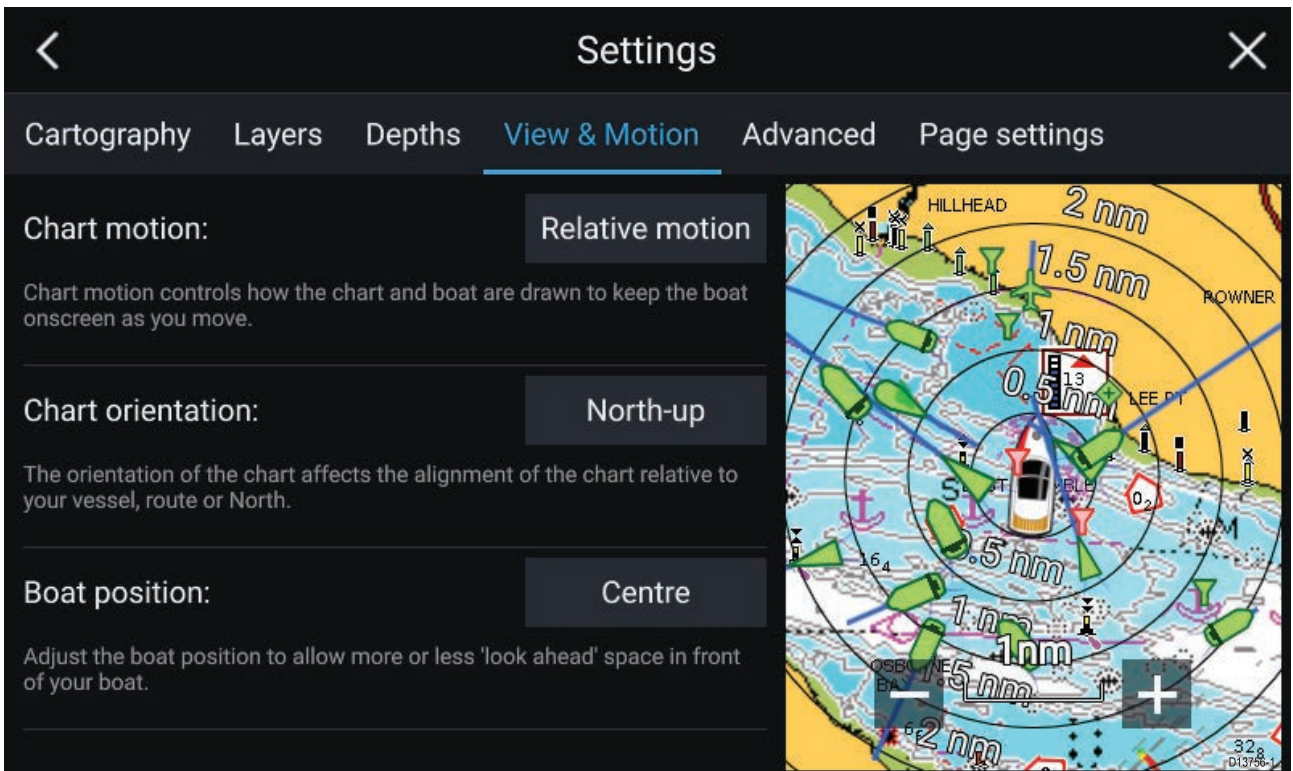 Settings
Cartography Layers Depths View & Motion Advanced Page settings
Chart motion: Relative motion
Chart motion controls how the chart and boat are drawn to keep the boat
onscreen as you move.
Chart orientation: North-up
The orientation of the chart affects the alignment of the chart relative to
your vessel, route or North.
Boat position: Centre
Adjust the boat position to allow more or less 'look ahead' space in front
of your boat.
HILLHEAD
2 nm
1.5 nm
ROWNER
1 nm
13
0.5 nm
LEE PT
0₂
M
16₄
0.5 nm
1 nm
1nm
2 nm
32₈
D13756-1